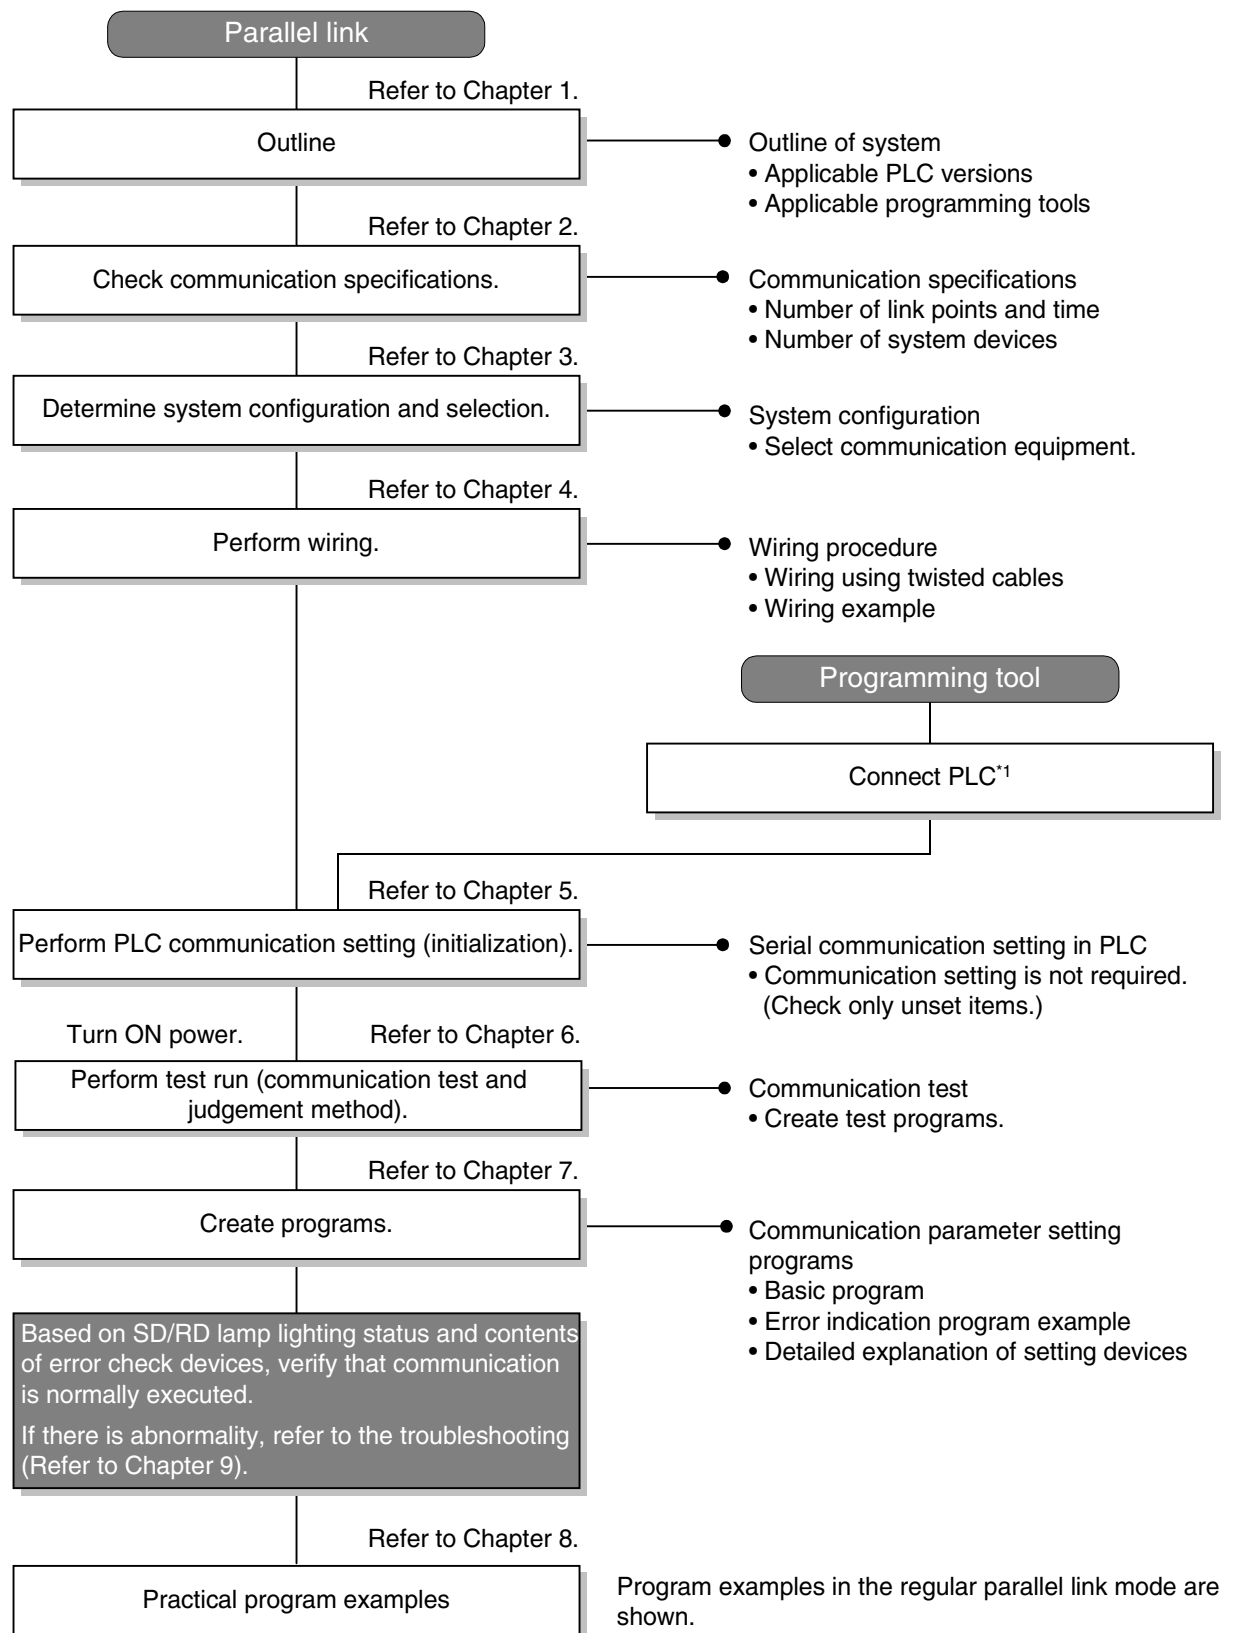 Parallel link
Refer to Chapter 1.
Outline
Outline of system
• Applicable PLC versions
• Applicable programming tools
Refer to Chapter 2.
Check communication specifications.
Communication specifications
• Number of link points and time
• Number of system devices
Refer to Chapter 3.
Determine system configuration and selection.
System configuration
• Select communication equipment.
Refer to Chapter 4.
Perform wiring.
Wiring procedure
• Wiring using twisted cables
• Wiring example
Programming tool
Connect PLC*1
Refer to Chapter 5.
Perform PLC communication setting (initialization).
Serial communication setting in PLC
• Communication setting is not required.
(Check only unset items.)
Turn ON power.
Refer to Chapter 6.
Perform test run (communication test and
judgement method).
Communication test
• Create test programs.
Refer to Chapter 7.
Create programs.
Communication parameter setting
programs
• Basic program
• Error indication program example
• Detailed explanation of setting devices
Based on SD/RD lamp lighting status and contents
of error check devices, verify that communication
is normally executed.
If there is abnormality, refer to the troubleshooting
(Refer to Chapter 9).
Refer to Chapter 8.
Practical program examples
Program examples in the regular parallel link mode are
shown.